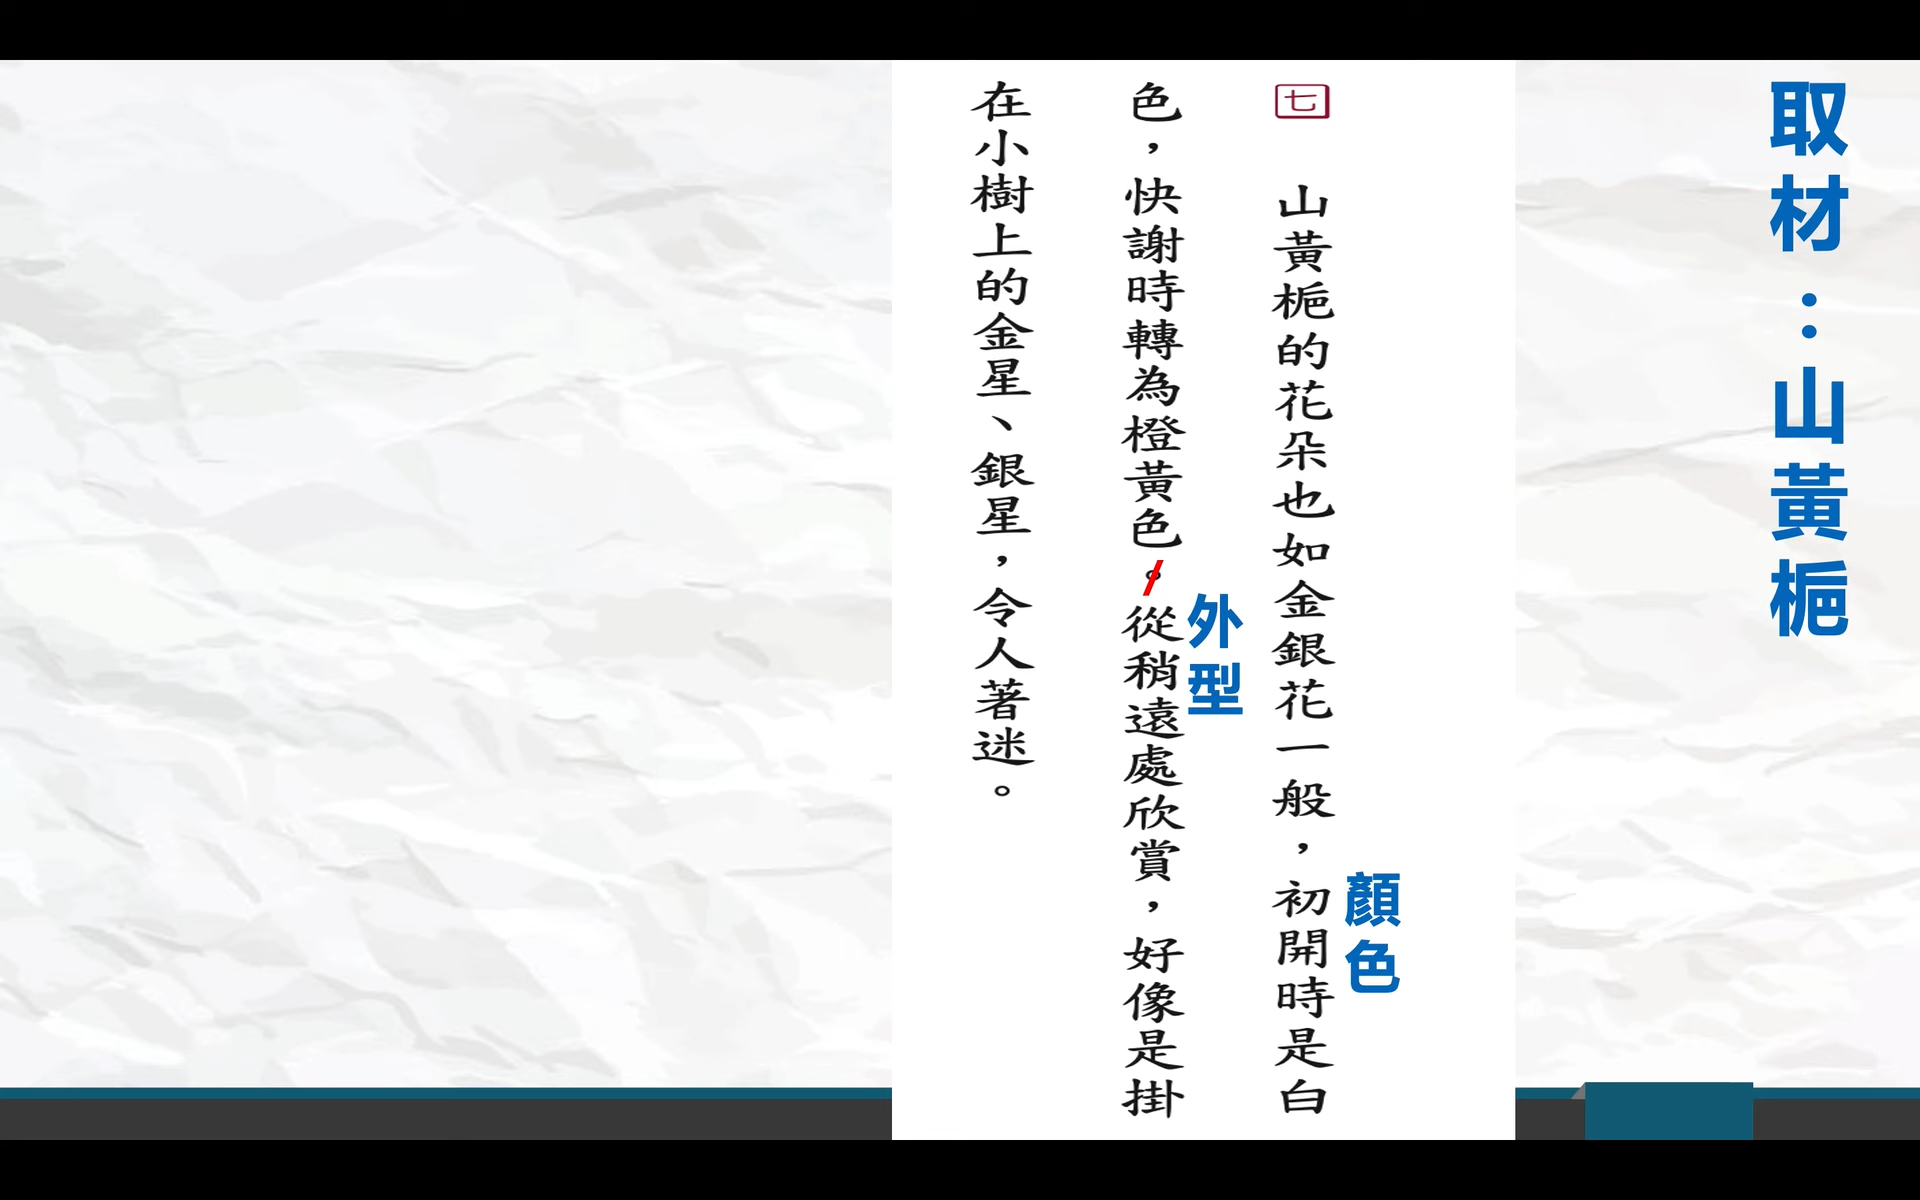 取材：山黃梔
七
山黃梔的花朵也如金銀花一般，初開時是白
顏色
色，快謝時轉為橙黃色。/從稍遠處欣賞，好像是掛
外型
在小樹上的金星、銀星，令人著迷。